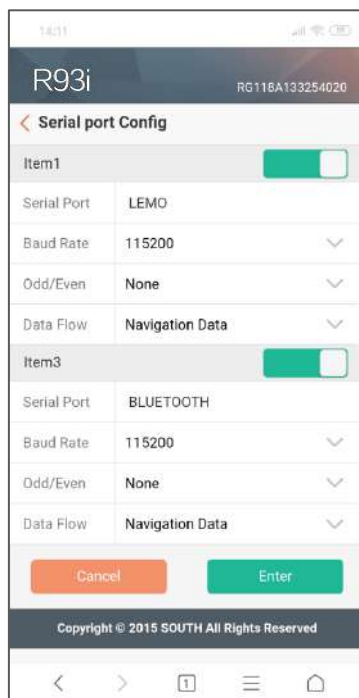 14:31
R93i
RG118A133254020
Serial port Config
Item1
Serial Port LEMO
Baud Rate 115200
Odd/Even None
Data Flow Navigation Data
Item3
Serial Port BLUETOOTH
Baud Rate 115200
Odd/Even None
Data Flow Navigation Data
Cancel Enter
Copyright © 2015 SOUTH All Rights Reserved
1